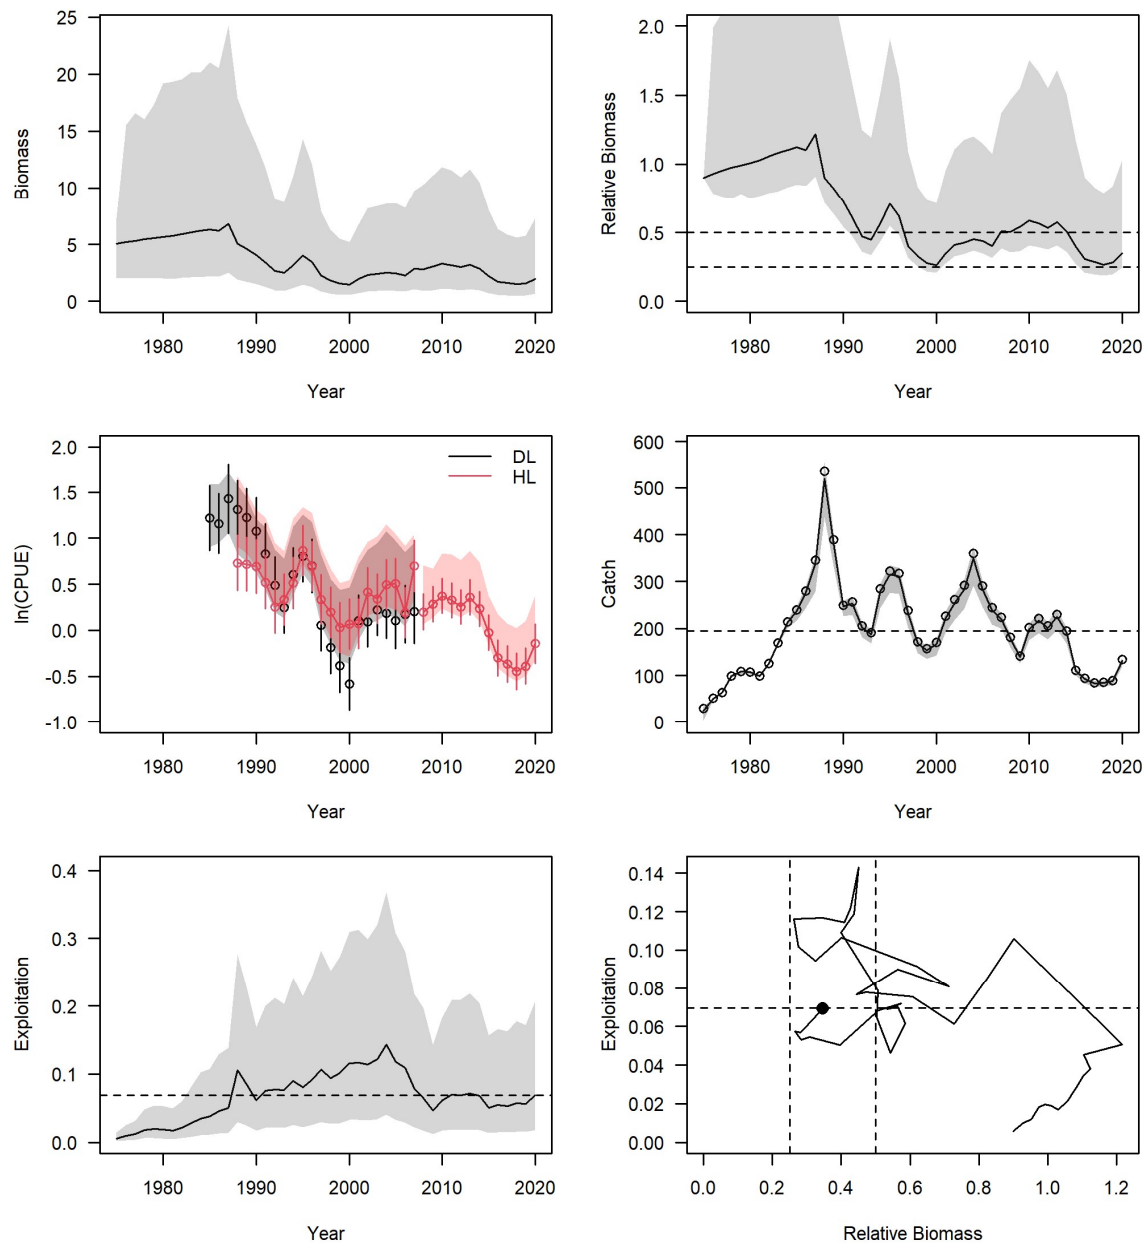 25
20
15
10
5
0
Biomass
1980 1990 2000 2010 2020
Year
2.0
1.5
1.0
0.5
0.0
Relative Biomass
1980 1990 2000 2010 2020
Year
2.0
1.5
1.0
0.5
0.0
-0.5
-1.0
ln(CPUE)
DL
HL
1980 1990 2000 2010 2020
Year
600
500
400
300
200
100
0
Catch
1980 1990 2000 2010 2020
Year
0.4
0.3
0.2
0.1
0.0
Exploitation
1980 1990 2000 2010 2020
Year
0.14
0.12
0.10
0.08
0.06
0.04
0.02
0.00
Exploitation
0.0 0.2 0.4 0.6 0.8 1.0 1.2
Relative Biomass